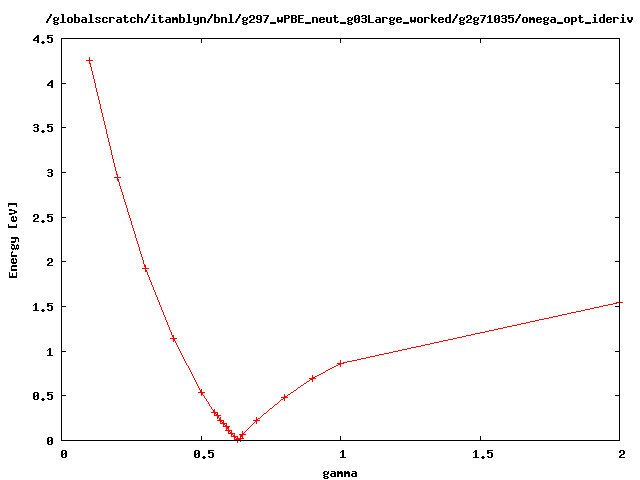 /globalscratch/itamblyn/bnl/g297_wPBE_neut_g03Large_worked/g2g71035/omega_opt_ideriv
4.5
4
3.5
3
2.5
2
1.5
1
0.5
0
Energy [eV]
0 0.5 1 1.5 2
gamma